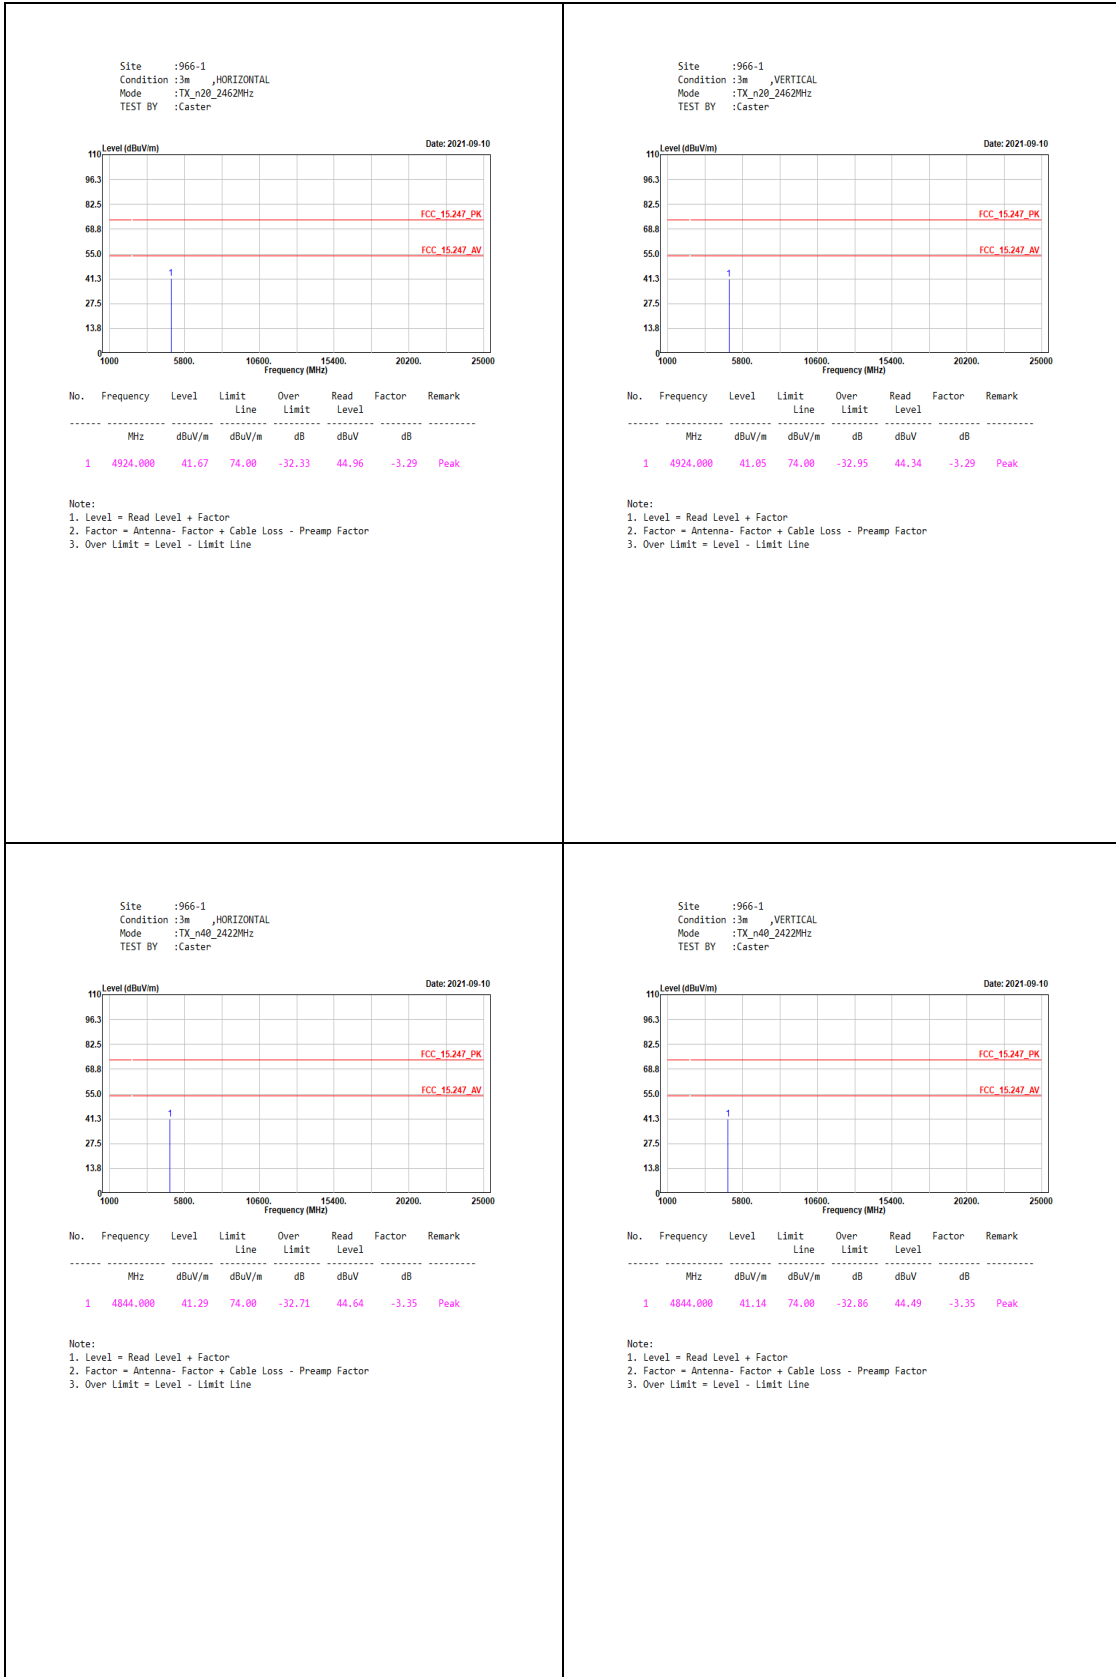 Site :966-1
Condition :3m ,HORIZONTAL
Mode :TX_n20_2462MHz
TEST BY :Caster
Level (dBuV/m) Date: 2021-09-10
110
96.3
82.5
FCC_15.247_PK
68.8
FCC_15.247_AV
55.0
1
41.3
27.5
13.8
0
1000 5800. 10600. 15400. 20200. 25000
Frequency (MHz)
No. Frequency Level Limit Over Read Factor Remark
Line Limit Level
------ ----------- ------- -------- --------- ------- --------- ---------
MHz dBuV/m dBuV/m dB dBuV dB
1 4924.000 41.67 74.00 -32.33 44.96 -3.29 Peak
Note:
1. Level = Read Level + Factor
2. Factor = Antenna- Factor + Cable Loss - Preamp Factor
3. Over Limit = Level - Limit Line
Site :966-1
Condition :3m ,VERTICAL
Mode :TX_n20_2462MHz
TEST BY :Caster
Level (dBuV/m) Date: 2021-09-10
110
96.3
82.5
FCC_15.247_PK
68.8
FCC_15.247_AV
55.0
1
41.3
27.5
13.8
0
1000 5800. 10600. 15400. 20200. 25000
Frequency (MHz)
No. Frequency Level Limit Over Read Factor Remark
Line Limit Level
------ ----------- ------- -------- --------- ------- --------- ---------
MHz dBuV/m dBuV/m dB dBuV dB
1 4924.000 41.05 74.00 -32.95 44.34 -3.29 Peak
Note:
1. Level = Read Level + Factor
2. Factor = Antenna- Factor + Cable Loss - Preamp Factor
3. Over Limit = Level - Limit Line
Site :966-1
Condition :3m ,HORIZONTAL
Mode :TX_n40_2422MHz
TEST BY :Caster
Level (dBuV/m) Date: 2021-09-10
110
96.3
82.5
FCC_15.247_PK
68.8
FCC_15.247_AV
55.0
1
41.3
27.5
13.8
0
1000 5800. 10600. 15400. 20200. 25000
Frequency (MHz)
No. Frequency Level Limit Over Read Factor Remark
Line Limit Level
------ ----------- ------- -------- --------- ------- --------- ---------
MHz dBuV/m dBuV/m dB dBuV dB
1 4844.000 41.29 74.00 -32.71 44.64 -3.35 Peak
Note:
1. Level = Read Level + Factor
2. Factor = Antenna- Factor + Cable Loss - Preamp Factor
3. Over Limit = Level - Limit Line
Site :966-1
Condition :3m ,VERTICAL
Mode :TX_n40_2422MHz
TEST BY :Caster
Level (dBuV/m) Date: 2021-09-10
110
96.3
82.5
FCC_15.247_PK
68.8
FCC_15.247_AV
55.0
1
41.3
27.5
13.8
0
1000 5800. 10600. 15400. 20200. 25000
Frequency (MHz)
No. Frequency Level Limit Over Read Factor Remark
Line Limit Level
------ ----------- ------- -------- --------- ------- --------- ---------
MHz dBuV/m dBuV/m dB dBuV dB
1 4844.000 41.14 74.00 -32.86 44.49 -3.35 Peak
Note:
1. Level = Read Level + Factor
2. Factor = Antenna- Factor + Cable Loss - Preamp Factor
3. Over Limit = Level - Limit Line